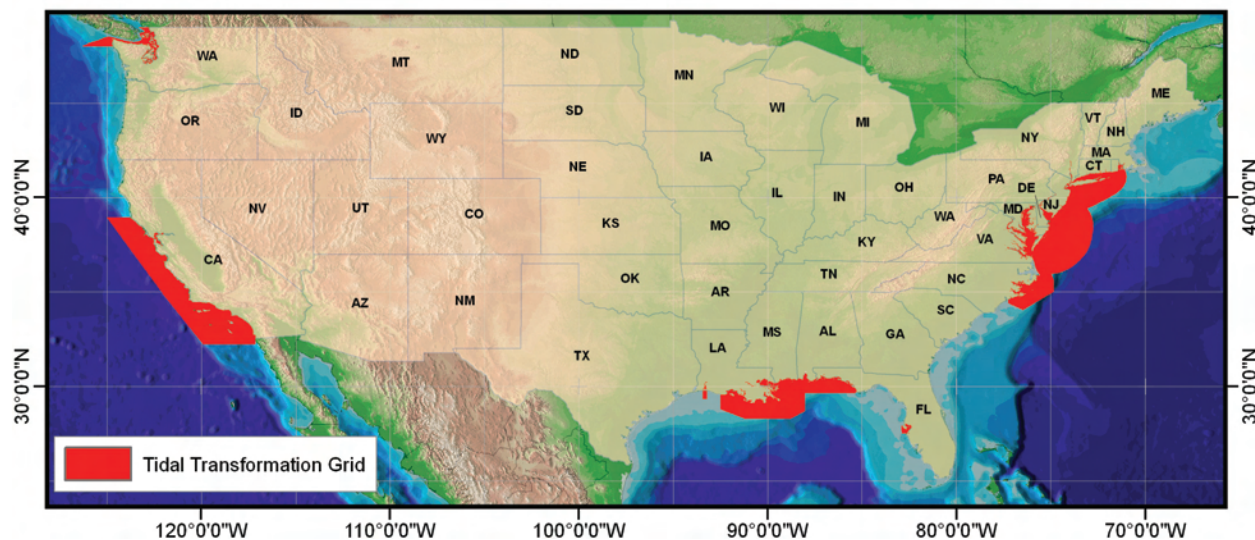 WA
MT
ND
MN
ME
OR
ID
WY
SD
WI
MI
NY
VT
NH
MA
CT
NE
IA
IL
IN
OH
PA
DE
NJ
MD
NV
UT
CO
KS
MO
KY
WA
VA
CA
AZ
NM
OK
AR
TN
NC
SC
TX
LA
MS
AL
GA
FL
40°0'0"N
30°0'0"N
40°0'0"N
30°0'0"N
Tidal Transformation Grid
120°0'0"W 110°0'0"W 100°0'0"W 90°0'0"W 80°0'0"W 70°0'0"W